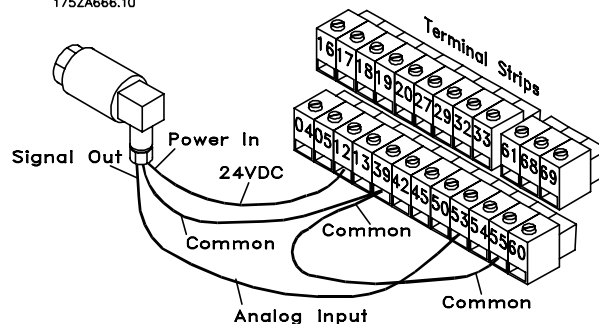 175ZA666.10
Terminal Strips
16 17 18 19 20 27 29 32 33 61 68 69
04 05 12 13 39 42 45 50 53 54 55 60
Power In
Signal Out
24VDC
Common
Common
Common
Analog Input